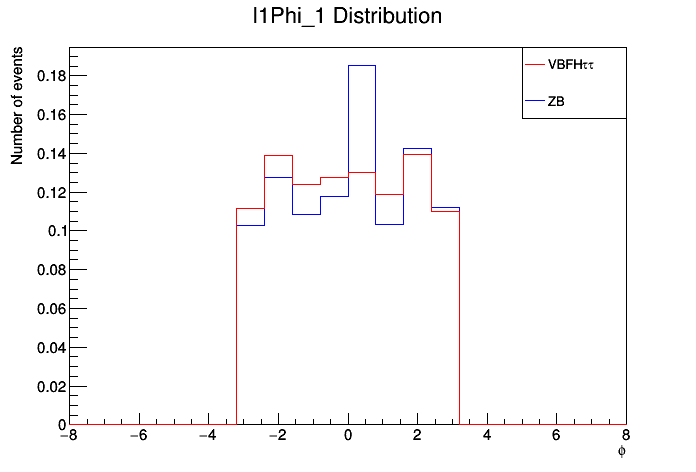 l1Phi_1 Distribution
Number of events
VBFHττ
ZB
0.18
0.16
0.14
0.12
0.1
0.08
0.06
0.04
0.02
0
−8 −6 −4 −2 0 2 4 6 8
ϕ